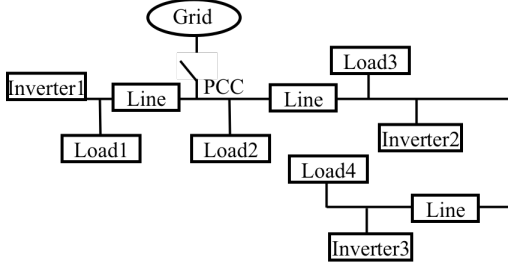 Grid
PCC
Inverter1
Line
Line
Load3
Load1
Load2
Inverter2
Load4
Line
Inverter3